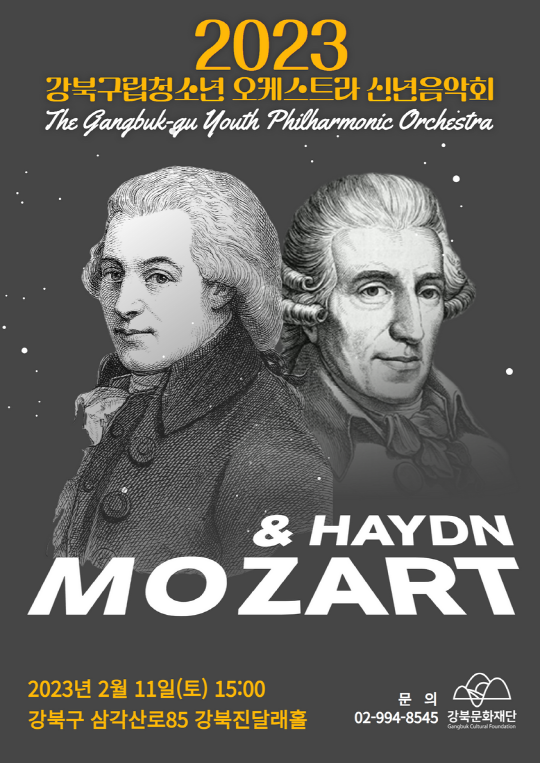 2023
강북구립청소년 오케스트라 신년음악회
The Gangbuk-gu Youth Philharmonic Orchestra
& HAYDN
MOZART
2023년 2월 11일(토) 15:00
강북구 삼각산로85 강북진달래홀
문 의
02-994-8545
강북문화재단
Gangbuk Cultural Foundation